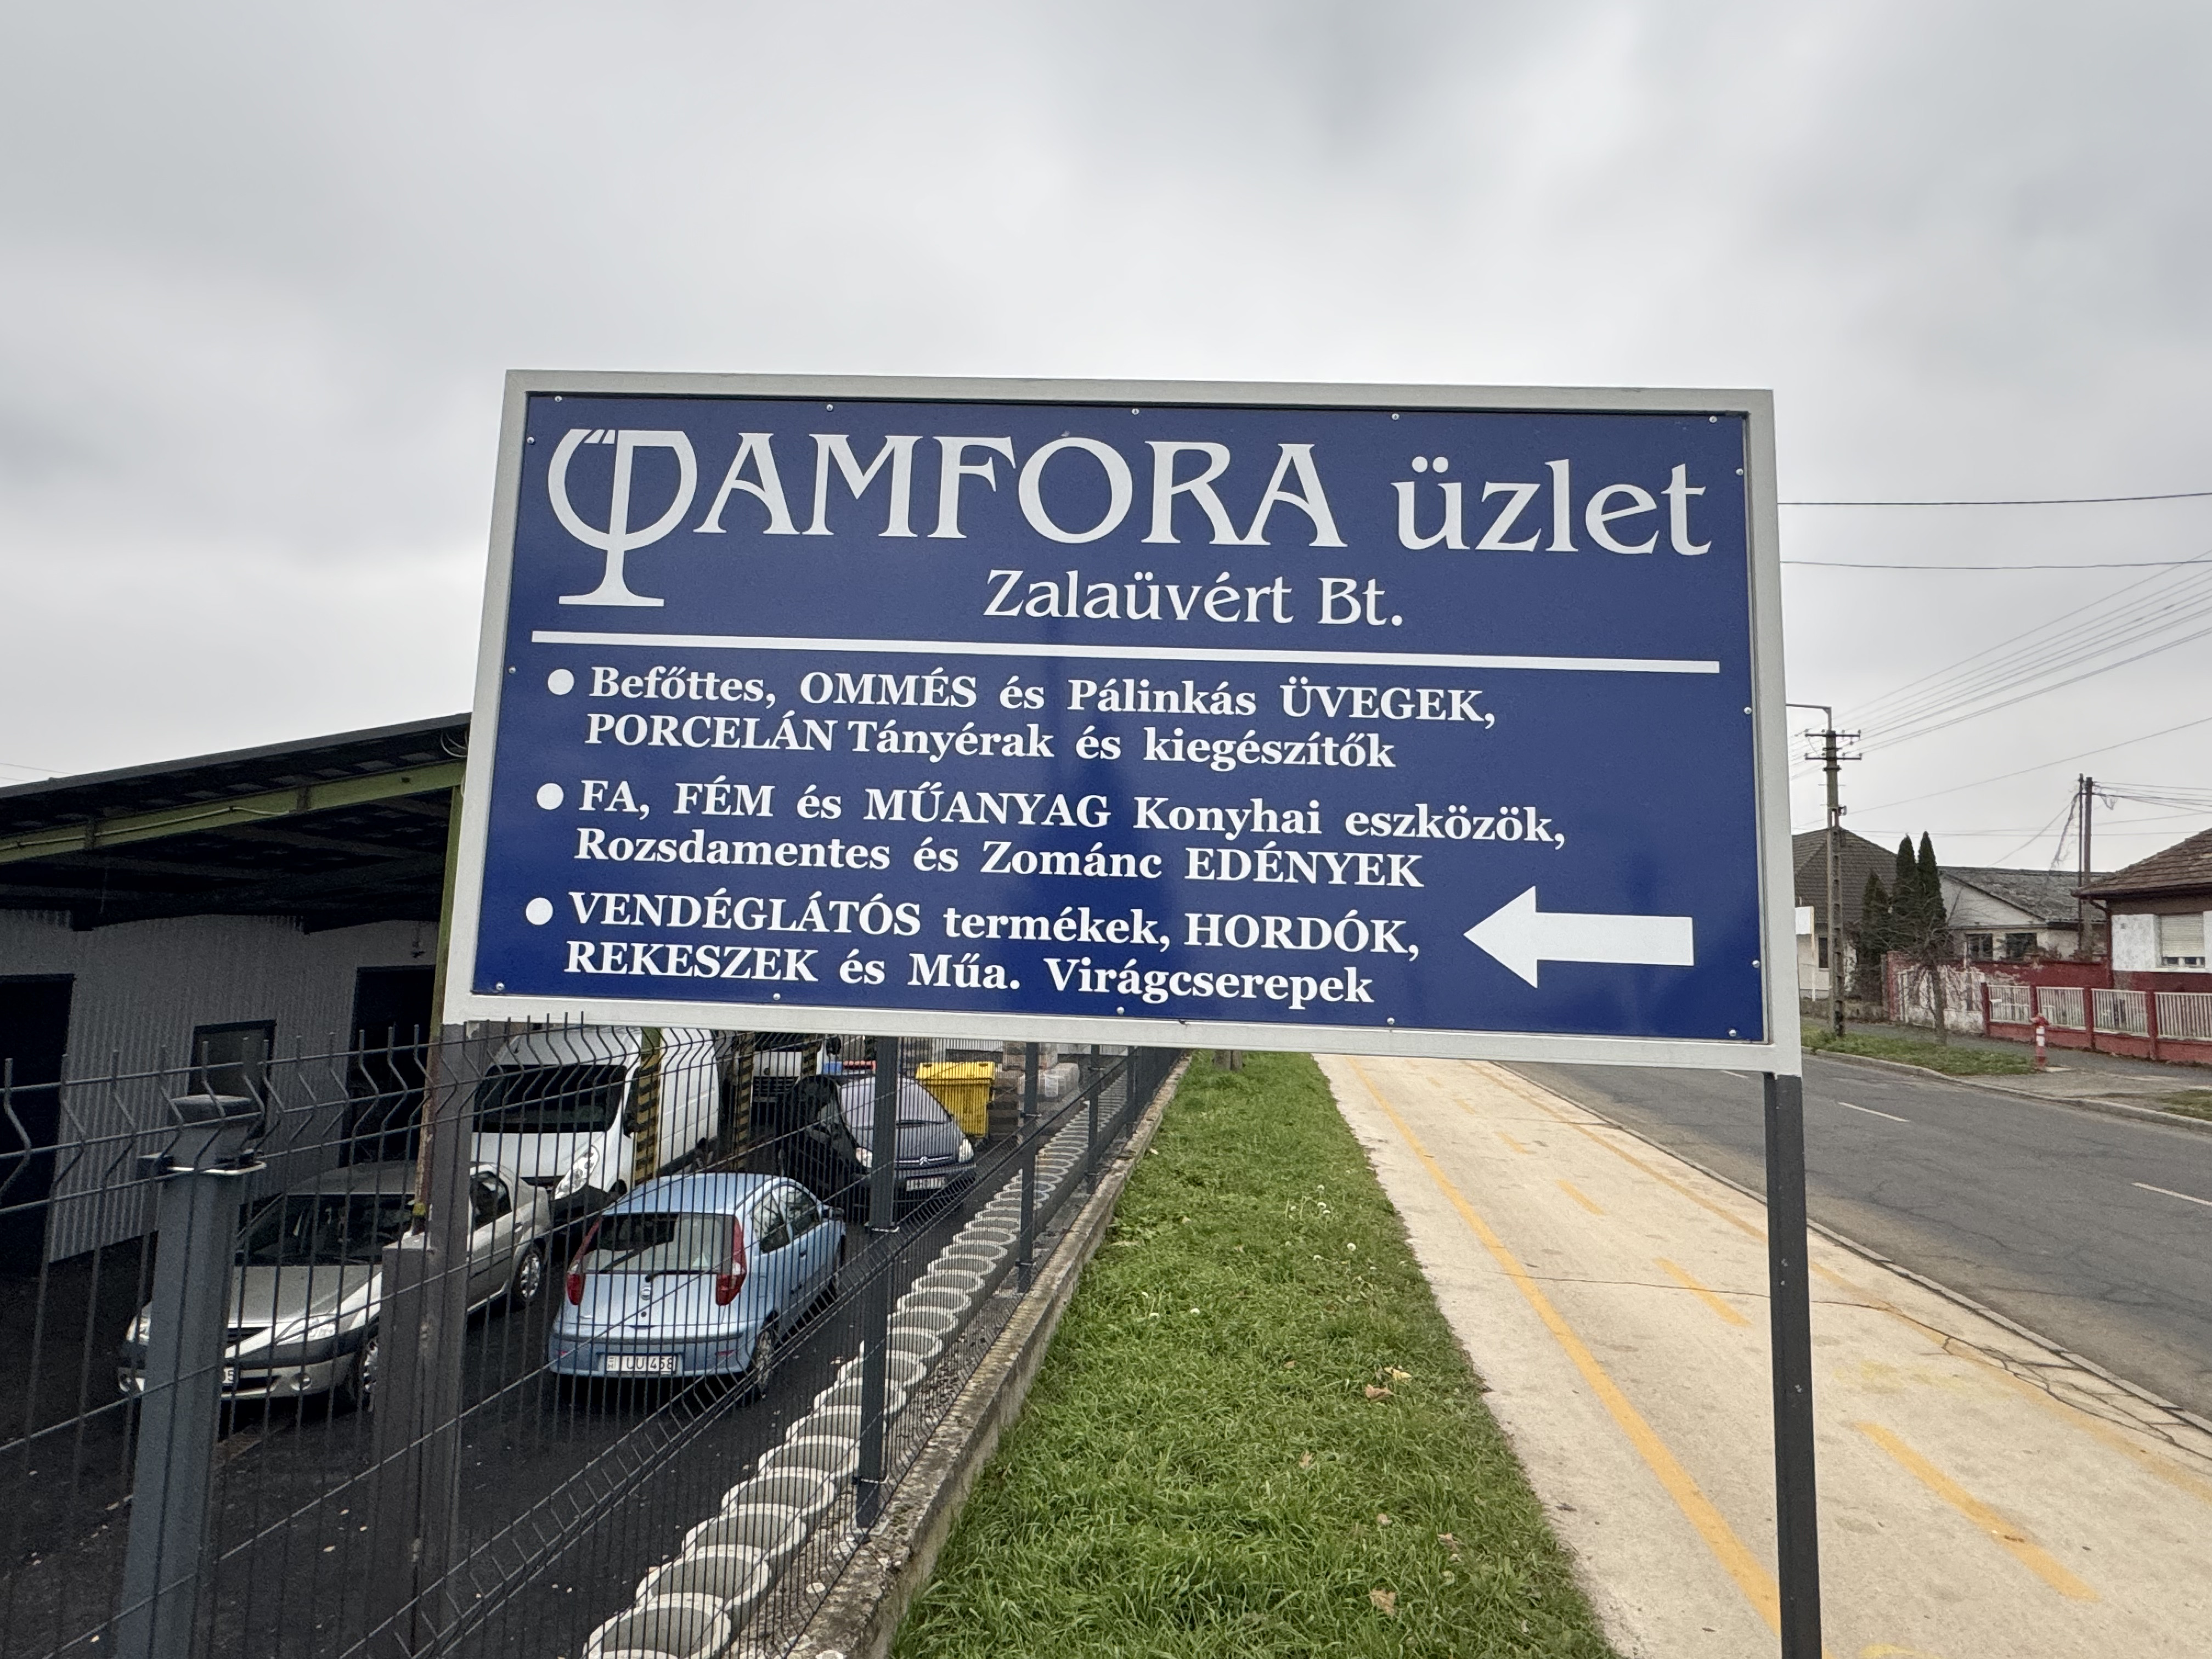 AMFORA üzlet
Zalaüvért Bt.
Befőttes, OMMÉS és Pálinkás ÜVEGEK,
PORCELÁN Tányérak és kiegészítők
FA, FÉM és MŰANYAG Konyhai eszközök,
Rozsdamentes és Zománc EDÉNYEK
VENDÉGLÁTÓS termékek, HORDÓK,
REKESZEK és Műa. Virágcserepek